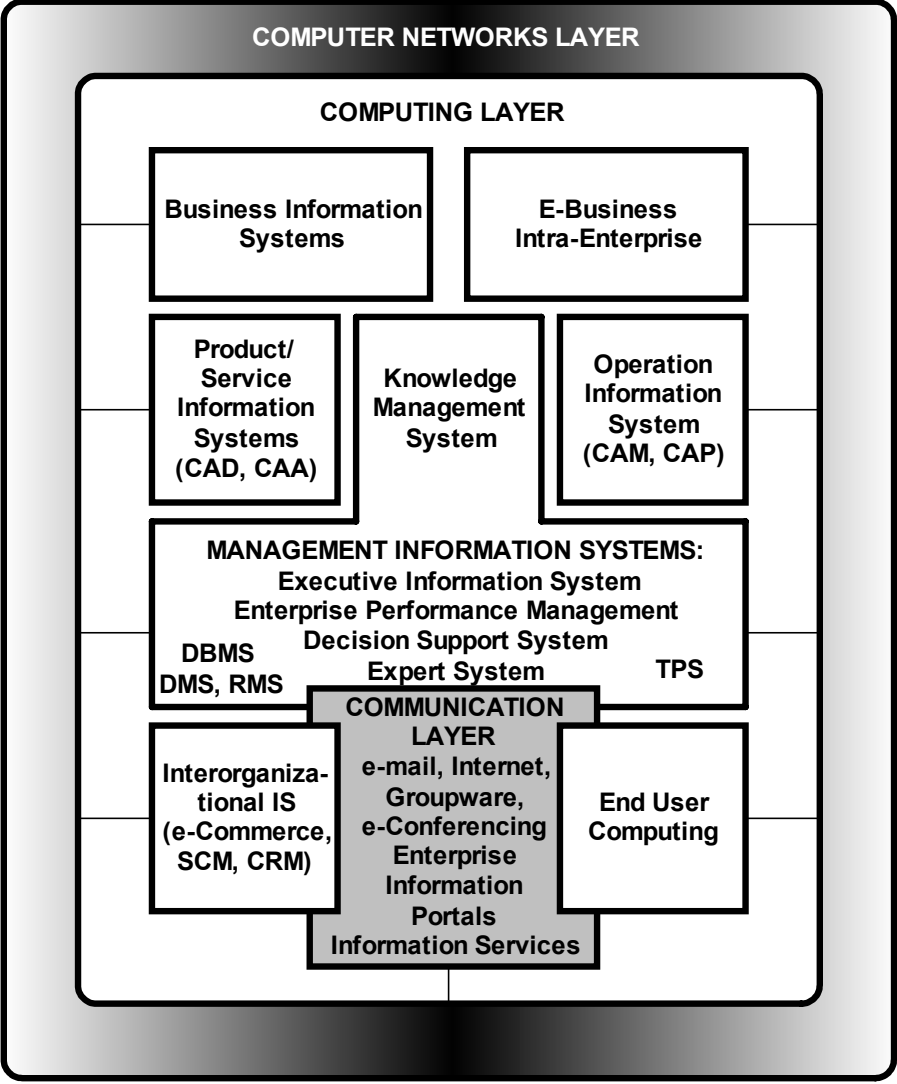 COMPUTER NETWORKS LAYER
COMPUTING LAYER
Business Information
Systems
E-Business
Intra-Enterprise
Product/
Service
Information
Systems
(CAD, CAA)
Knowledge
Management
System
Operation
Information
System
(CAM, CAP)
MANAGEMENT INFORMATION SYSTEMS:
Executive Information System
Enterprise Performance Management
Decision Support System
Expert System
DBMS
DMS, RMS
TPS
Interorganiza-
tional IS
(e-Commerce,
SCM, CRM)
COMMUNICATION
LAYER
e-mail, Internet,
Groupware,
e-Conferencing
Enterprise
Information
Portals
Information Services
End User
Computing